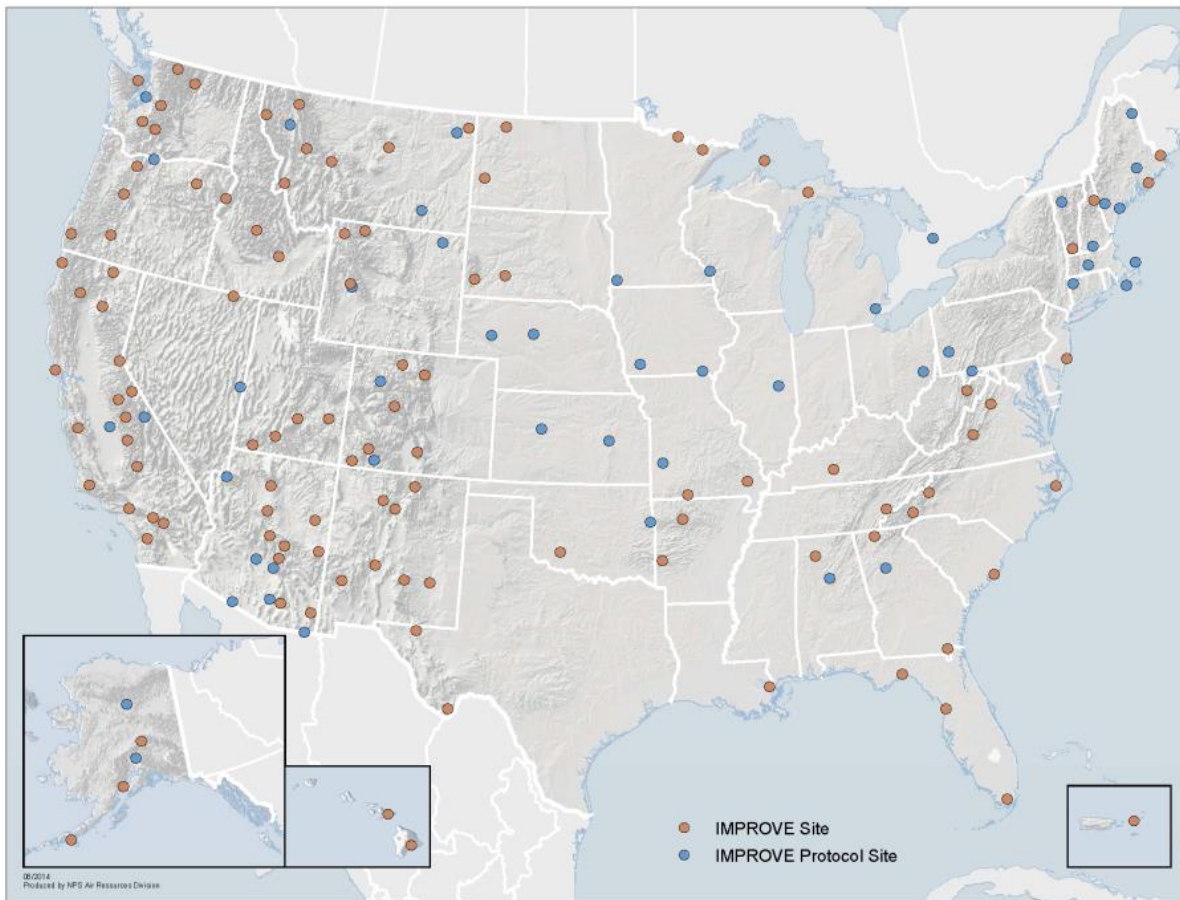 IMPROVE Site
IMPROVE Protocol Site
08/2014
Produced by NPS Air Resources Division